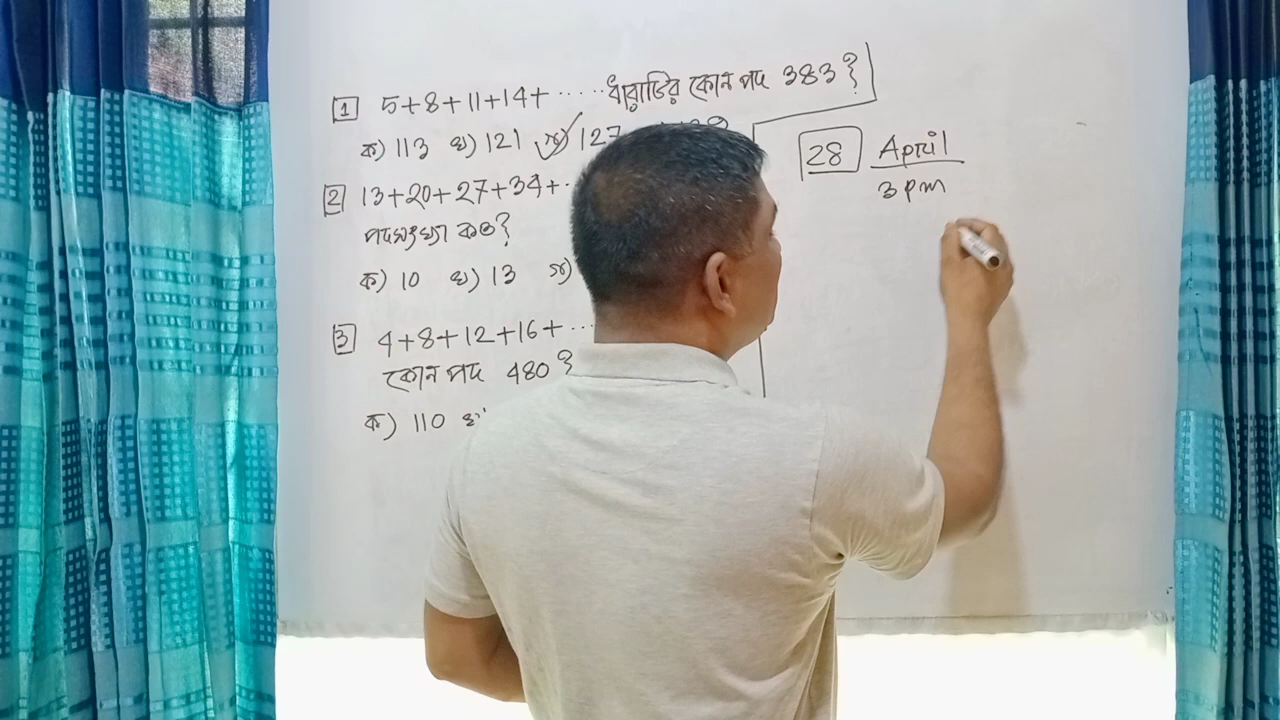 1 5+8+11+14+ ..... ধারাটির কোন পদ 383?
ক) 113 খ) 121 গ) 127
2 13+20+27+34+.
পদসংখ্যা কত?
ক) 10 খ) 13 গ)
3 4+8+12+16+ ...
কোন পদ 480?
ক) 110 খ
28 April
3 pm